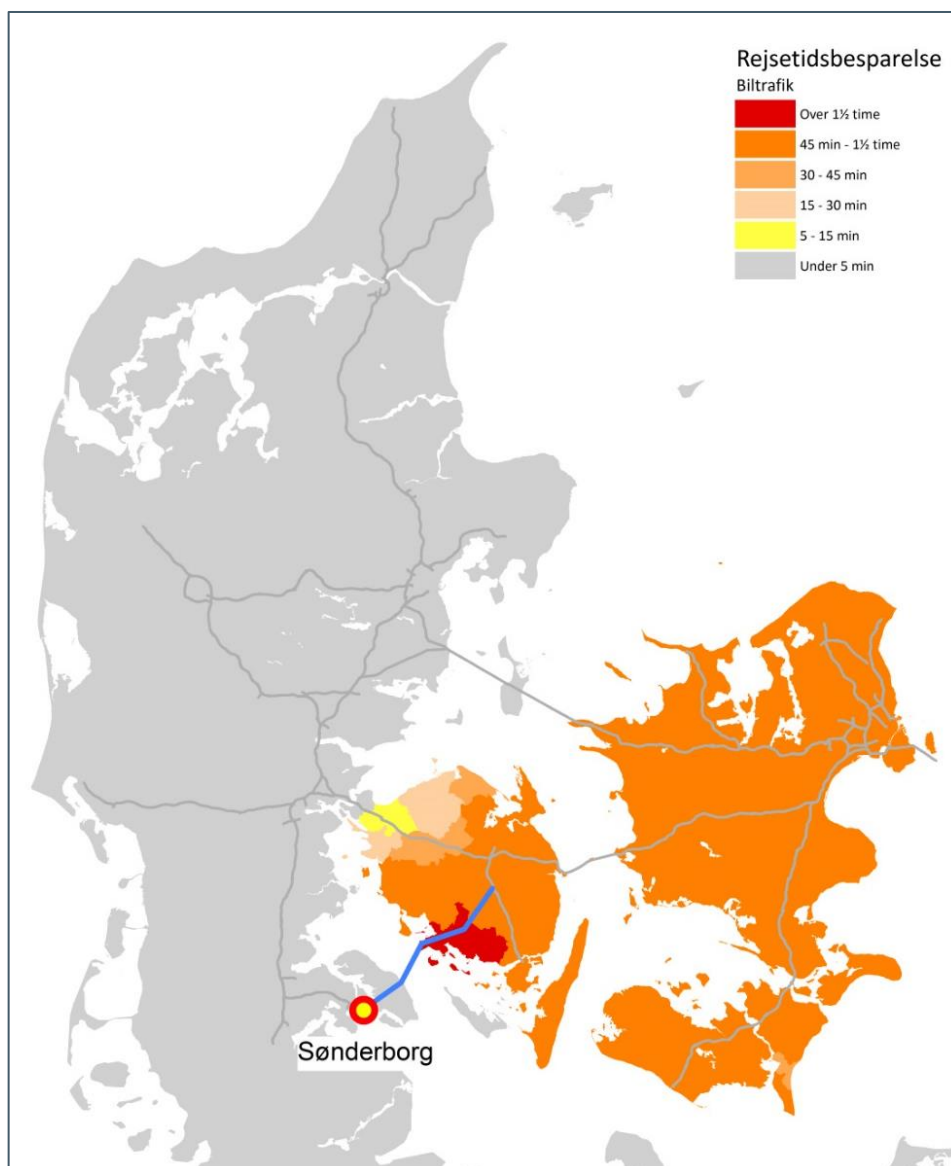 Rejsetidsbesparelse
Biltrafik
Over 1½ time
45 min - 1½ time
30 - 45 min
15 - 30 min
5 - 15 min
Under 5 min
Sønderborg